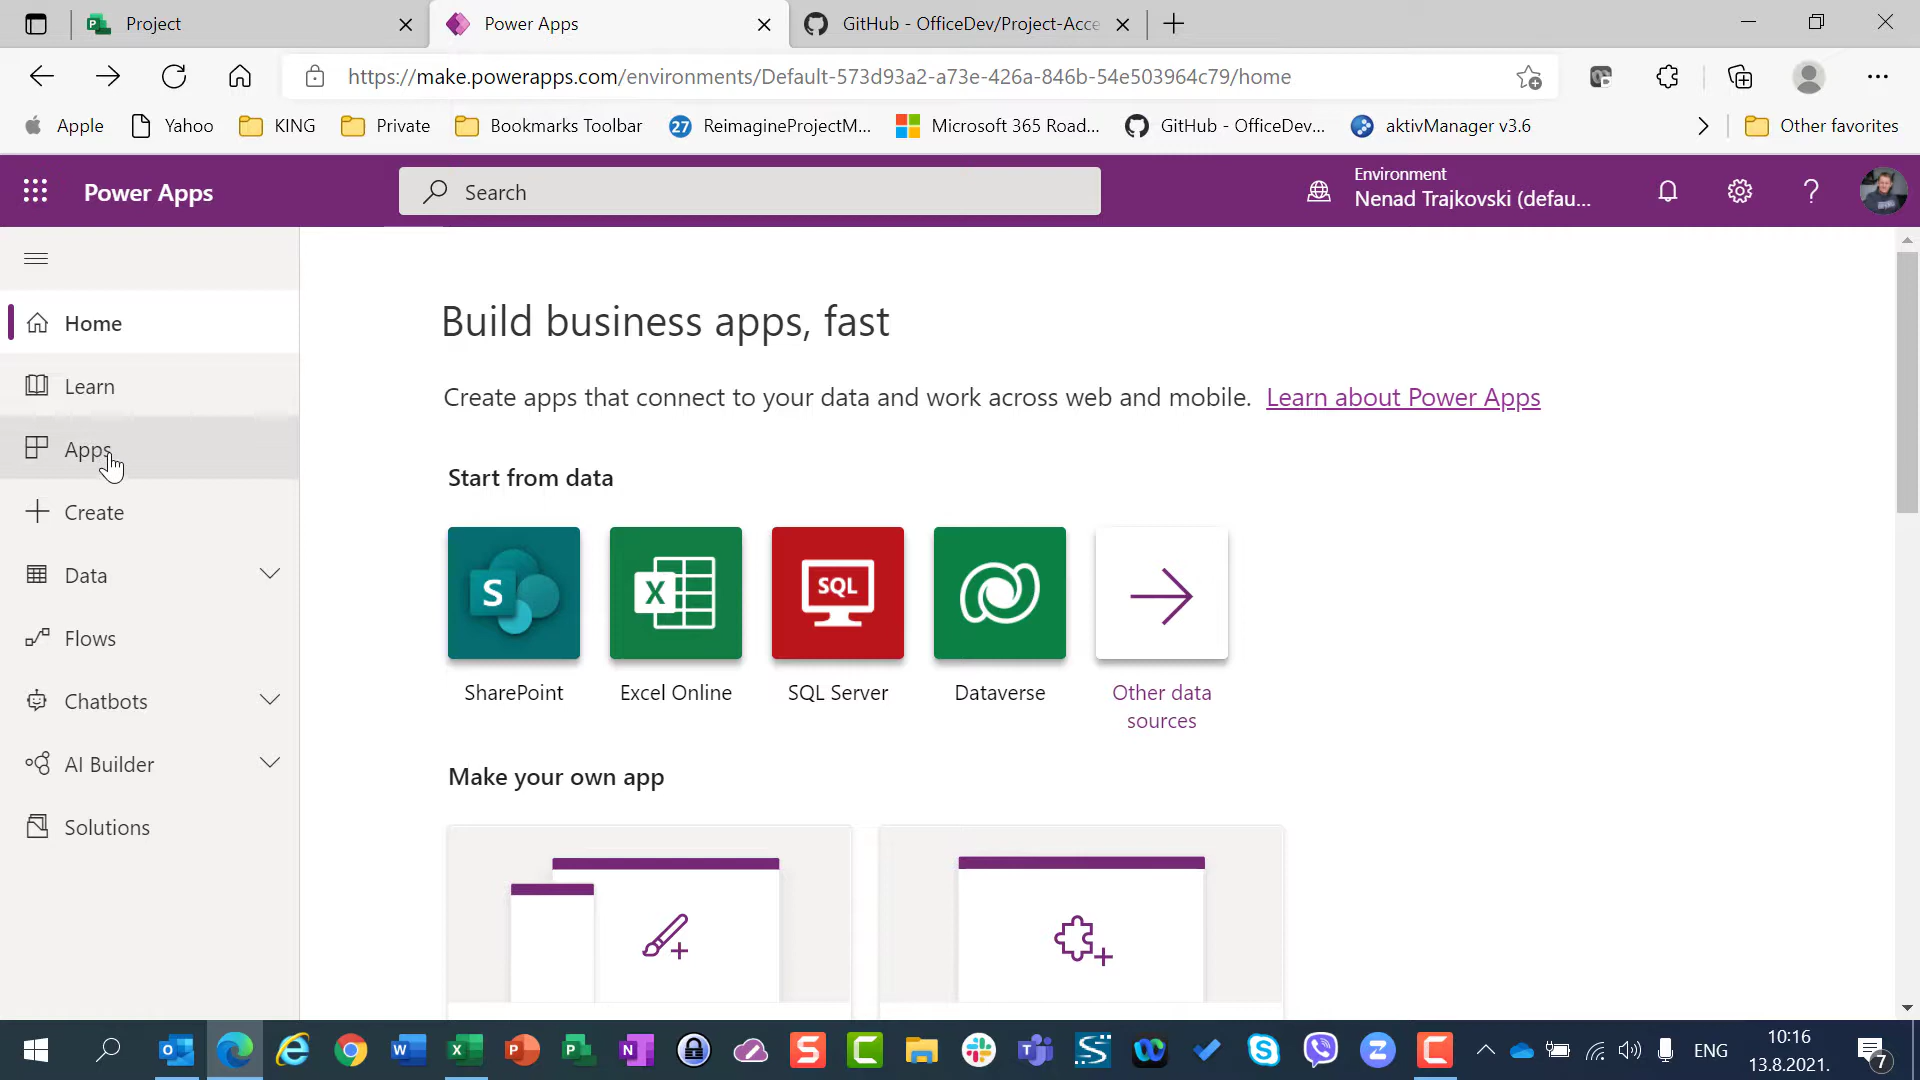 Project
Power Apps
GitHub - OfficeDev/Project-Acce
https://make.powerapps.com/environments/Default-573d93a2-a73e-426a-846b-54e503964c79/home
Apple
Yahoo
KING
Private
Bookmarks Toolbar
27
ReimagineProjectM...
Microsoft 365 Road...
GitHub - OfficeDev...
aktivManager v3.6
Other favorites
Power Apps
Search
Environment
Nenad Trajkovski (defau...
Home
Learn
Apps
Create
Data
Flows
Chatbots
AI Builder
Solutions
Build business apps, fast
Create apps that connect to your data and work across web and mobile. Learn about Power Apps
Start from data
SharePoint
Excel Online
SQL
SQL Server
Dataverse
Other data
sources
Make your own app
ENG
10:16
13.8.2021.
7